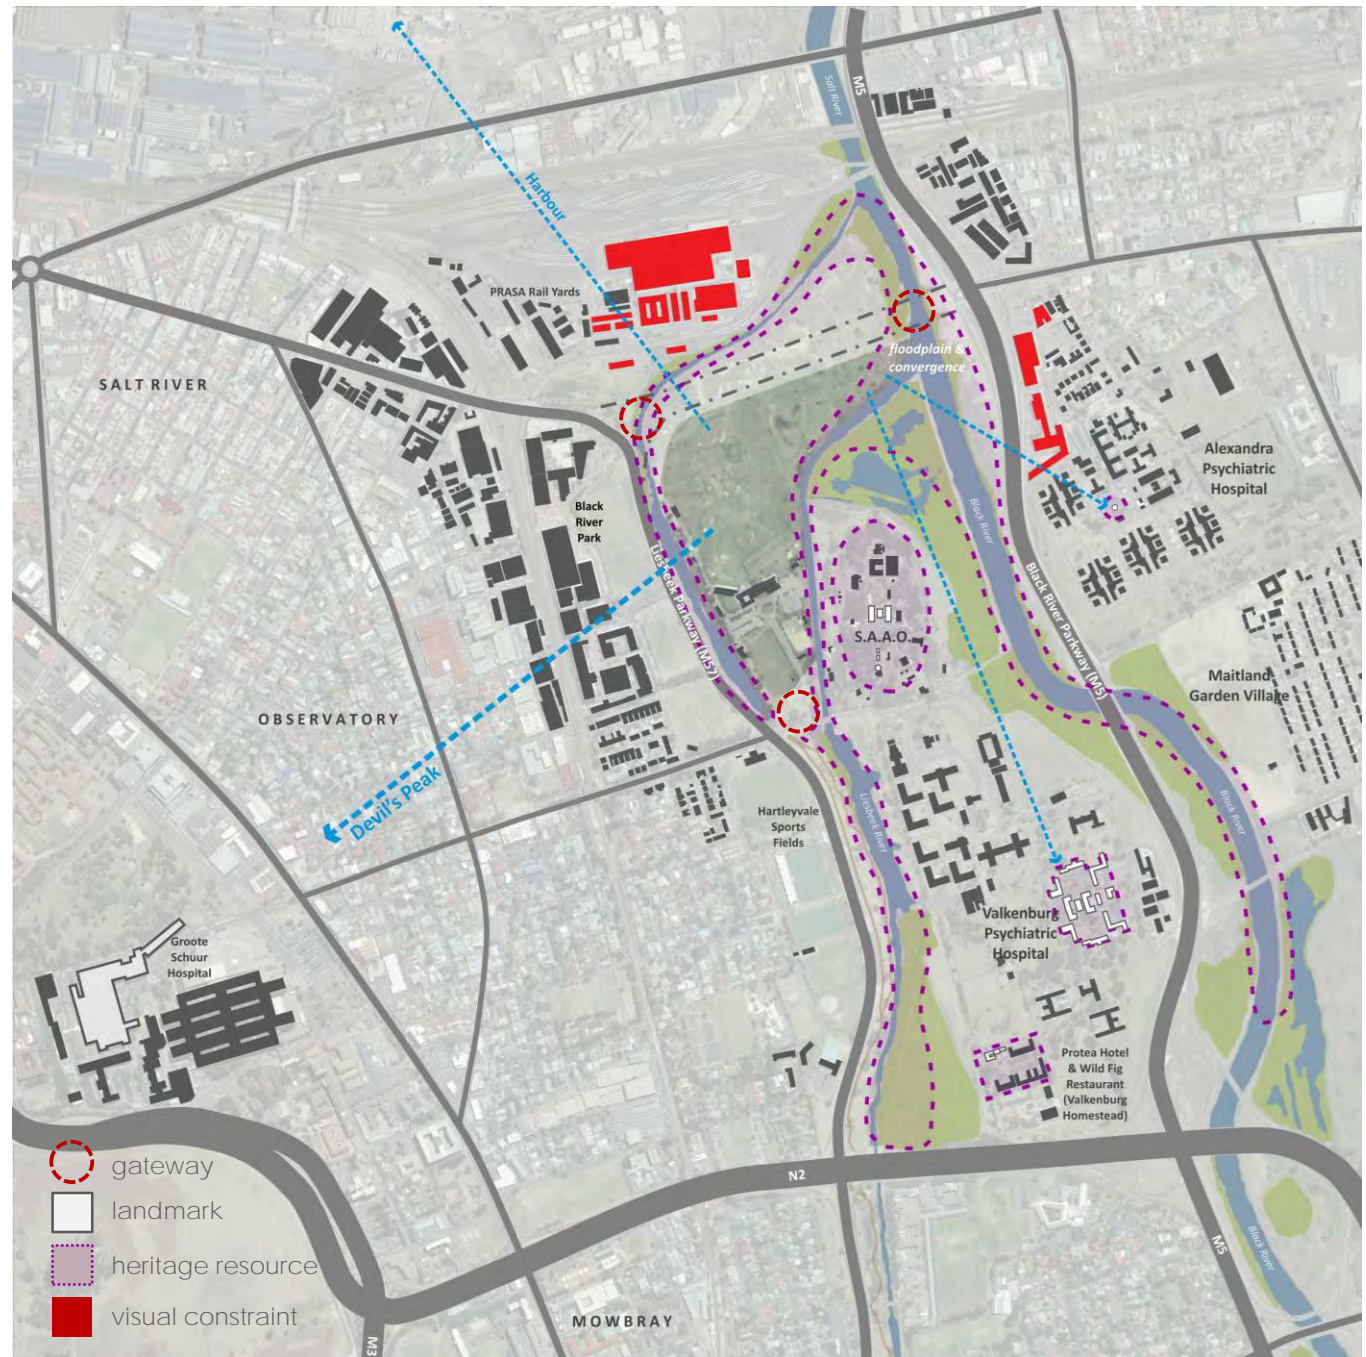 Salt River
M5
Harbour
PRASA Rail Yards
floodplain &
convergence
SALT RIVER
Alexandra
Psychiatric
Hospital
Black
River
Park
Black River
Liesbeek Parkway (M57)
Black River Parkway (M5)
S.A.A.O.
Maitland
Garden Village
OBSERVATORY
Devil's Peak
Hartleyvale
Sports
Fields
Liesbeek River
Black River
Valkenburg
Psychiatric
Hospital
Groote
Schuur
Hospital
Protea Hotel
& Wild Fig
Restaurant
(Valkenburg
Homestead)
gateway
N2
landmark
Black River
M5
heritage resource
visual constraint
MOWBRAY
M3